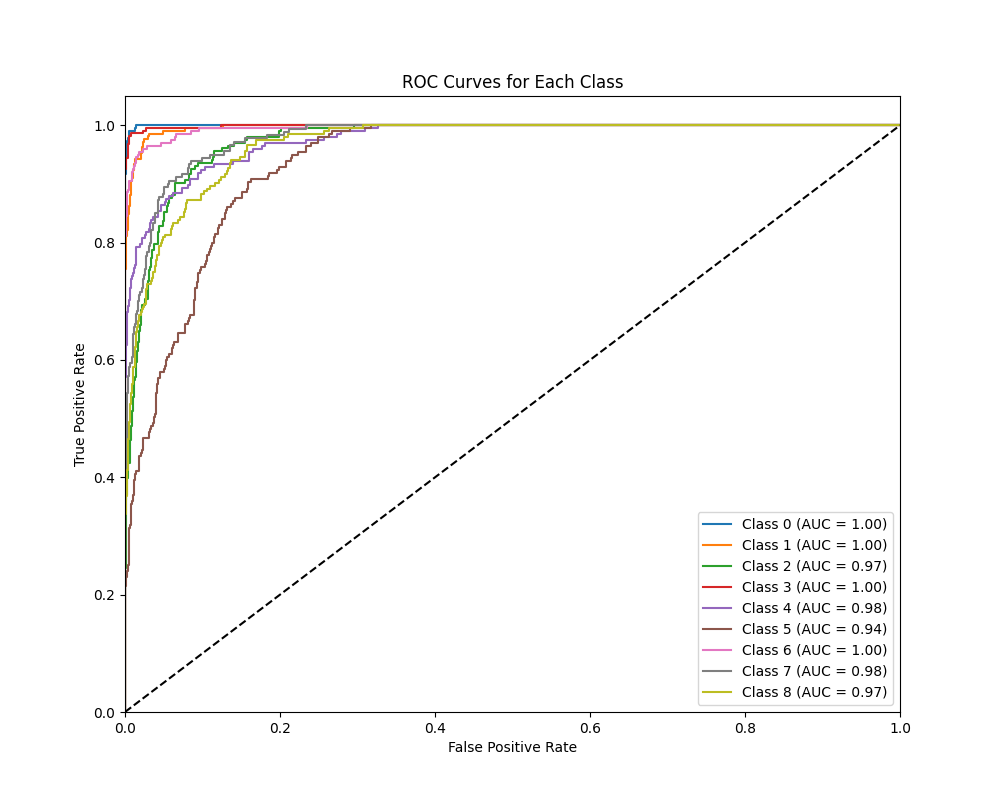 ROC Curves for Each Class
1.0
0.8
0.6
0.4
0.2
0.0
True Positive Rate
0.0 0.2 0.4 0.6 0.8 1.0
False Positive Rate
Class 0 (AUC = 1.00)
Class 1 (AUC = 1.00)
Class 2 (AUC = 0.97)
Class 3 (AUC = 1.00)
Class 4 (AUC = 0.98)
Class 5 (AUC = 0.94)
Class 6 (AUC = 1.00)
Class 7 (AUC = 0.98)
Class 8 (AUC = 0.97)